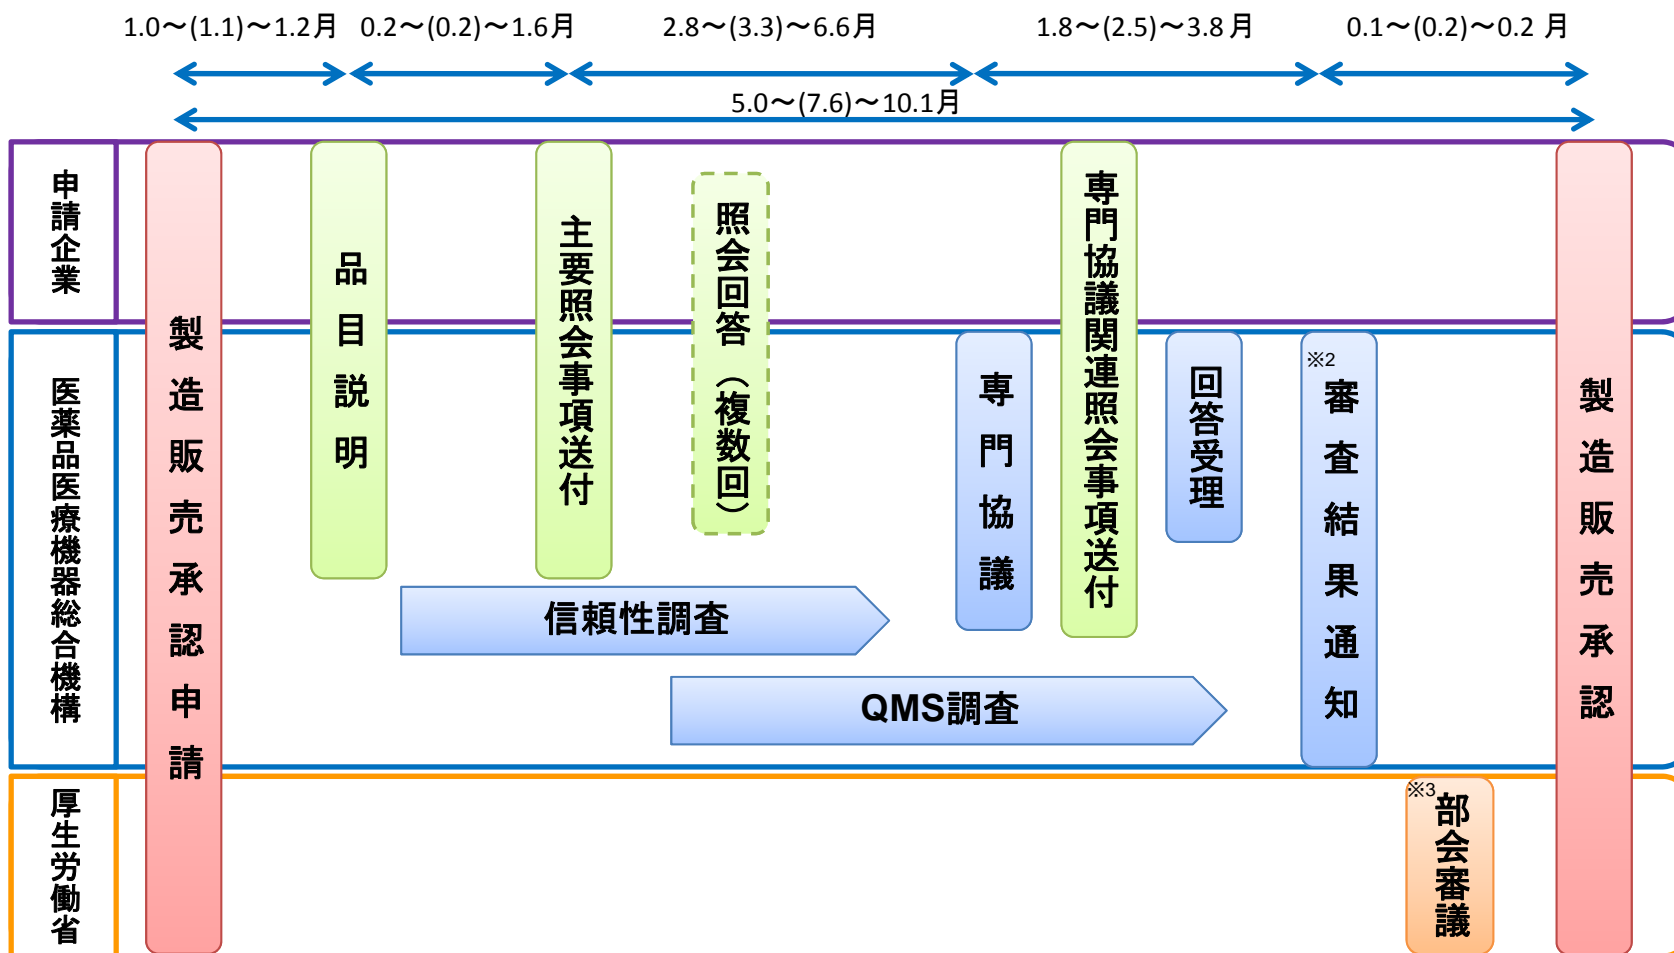 1.0～(1.1)～1.2月
0.2～(0.2)～1.6月
2.8～(3.3)～6.6月
1.8～(2.5)～3.8月
0.1～(0.2)～0.2 月
5.0～(7.6)～10.1月
申請企業
医薬品医療機器総合機構
厚生労働省
製造販売承認申請
品目説明
主要照会事項送付
照会回答（複数回）
信頼性調査
QMS調査
専門協議
専門協議関連照会事項送付
回答受理
※2
審査結果通知
※3
部会審議
製造販売承認